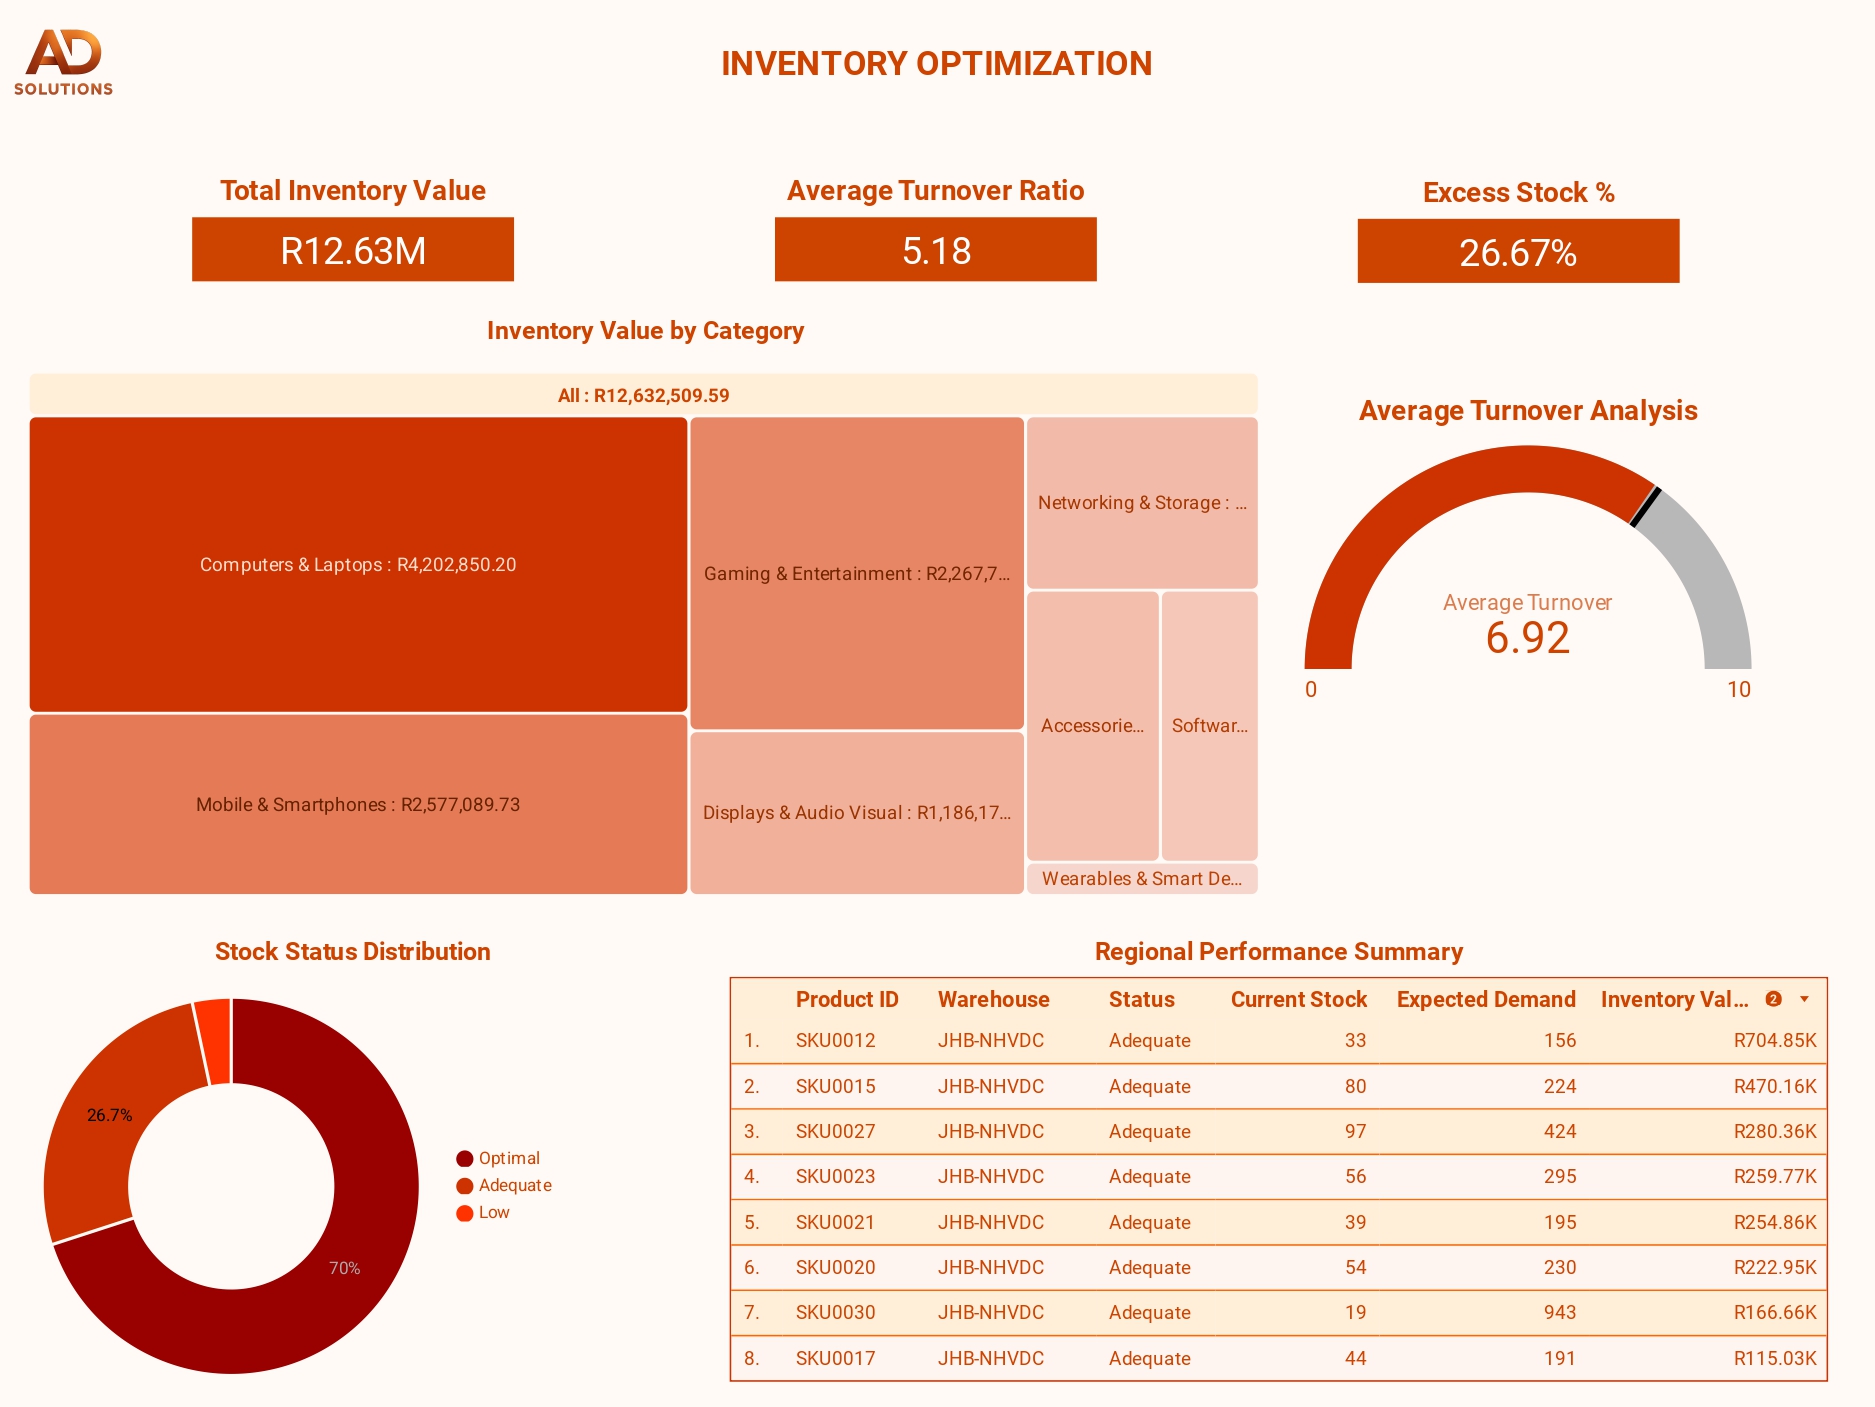 AD
SOLUTIONS
INVENTORY OPTIMIZATION
Total Inventory Value
R12.63M
Average Turnover Ratio
5.18
Excess Stock %
26.67%
Inventory Value by Category
All : R12,632,509.59
Computers & Laptops : R4,202,850.20
Mobile & Smartphones : R2,577,089.73
Gaming & Entertainment : R2,267,7...
Displays & Audio Visual : R1,186,17...
Networking & Storage : ...
Accessorie...
Softwar...
Wearables & Smart De...
Average Turnover Analysis
Average Turnover
6.92
0
10
Stock Status Distribution
26.7%
70%
Optimal
Adequate
Low
Regional Performance Summary
Product ID Warehouse Status Current Stock Expected Demand Inventory Val... 2
1. SKU0012 JHB-NHVDC Adequate 33 156 R704.85K
2. SKU0015 JHB-NHVDC Adequate 80 224 R470.16K
3. SKU0027 JHB-NHVDC Adequate 97 424 R280.36K
4. SKU0023 JHB-NHVDC Adequate 56 295 R259.77K
5. SKU0021 JHB-NHVDC Adequate 39 195 R254.86K
6. SKU0020 JHB-NHVDC Adequate 54 230 R222.95K
7. SKU0030 JHB-NHVDC Adequate 19 943 R166.66K
8. SKU0017 JHB-NHVDC Adequate 44 191 R115.03K